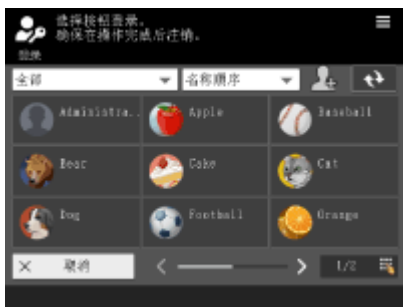 选择按钮登录。
确保在操作完成后注销。
登录
全部
名称顺序
Administra..
Apple
Baseball
Bear
Cake
Cat
Dog
Football
Orange
取消
1/2